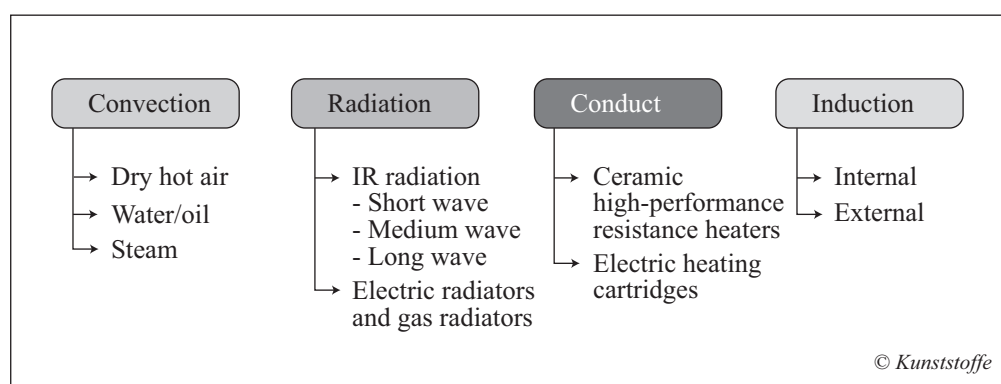 Convection
Dry hot air
Water/oil
Steam
Radiation
IR radiation
- Short wave
- Medium wave
- Long wave
Electric radiators
and gas radiators
Conduct
Ceramic
high-performance
resistance heaters
Electric heating
cartridges
Induction
Internal
External
© Kunststoffe